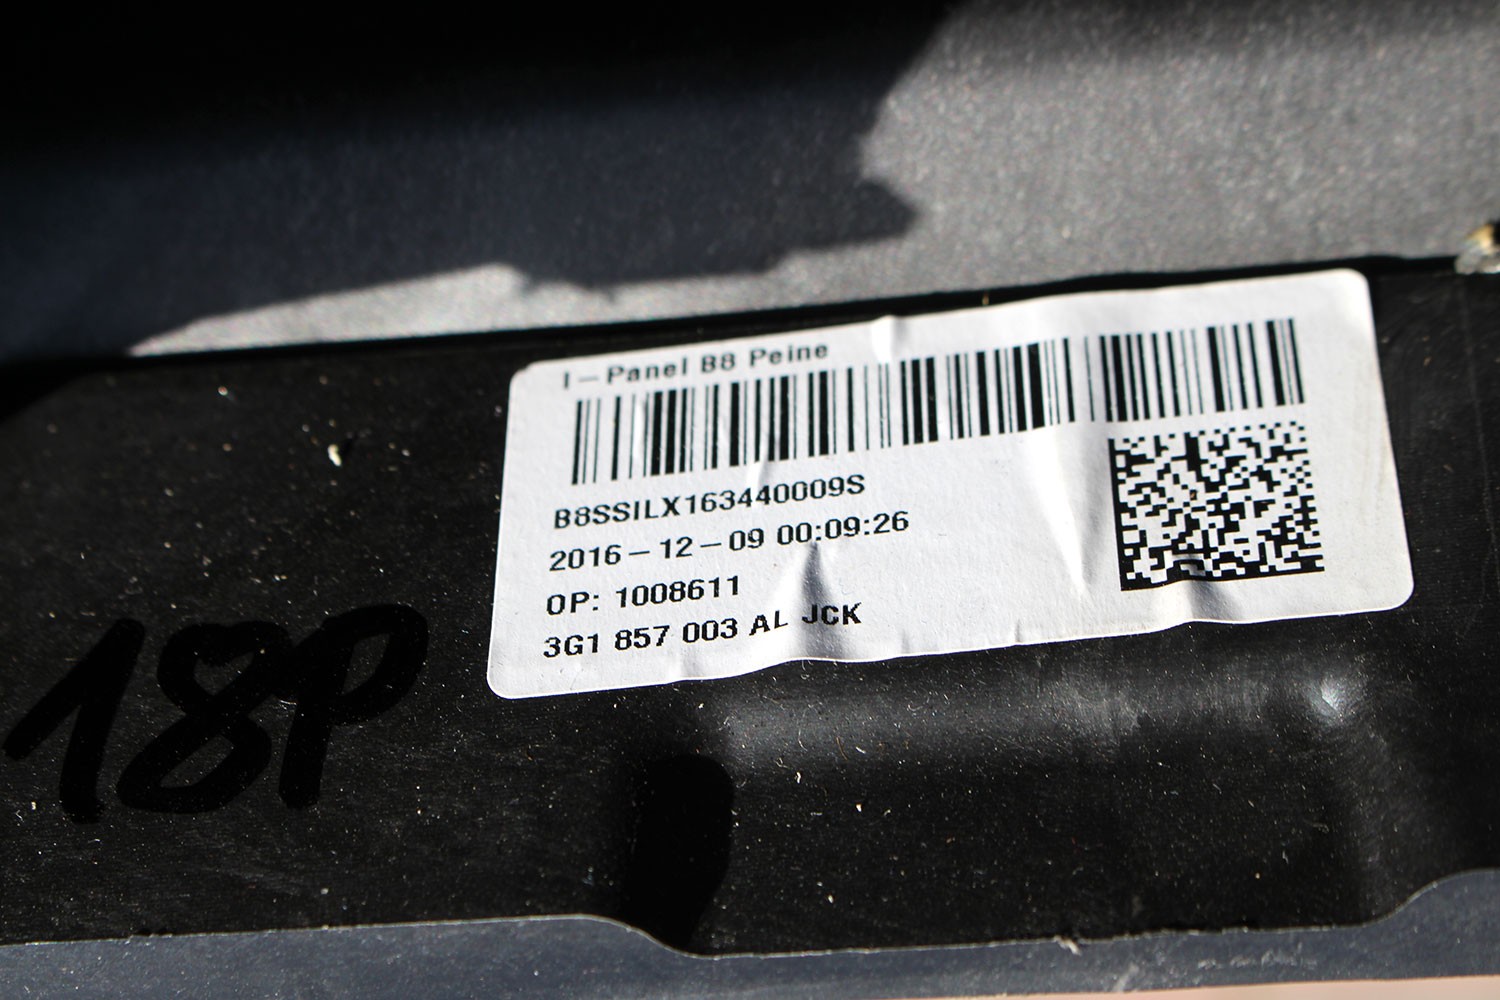 I-Panel B8 Peine
B8SSILX163440009S
2016-12-09 00:09:26
OP: 1008611
3G1 857 003 AL JCK
18P